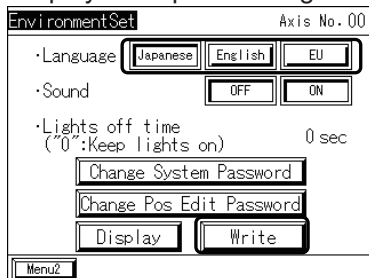 EnvironmentSet Axis No.00
·Language Japanese English EU
·Sound OFF ON
·Lights off time
("0":Keep lights on) 0 sec
Change System Password
Change Pos Edit Password
Display Write
Menu2